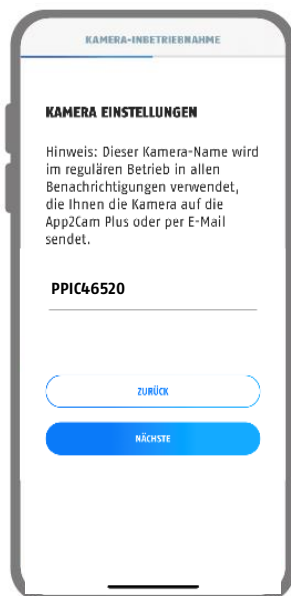 KAMERA-INBETRIEBNAHME
KAMERA EINSTELLUNGEN
Hinweis: Dieser Kamera-Name wird
im regulären Betrieb in allen
Benachrichtigungen verwendet,
die Ihnen die Kamera auf die
App2Cam Plus oder per E-Mail
sendet.
PPIC46520
ZURÜCK
NÄCHSTE